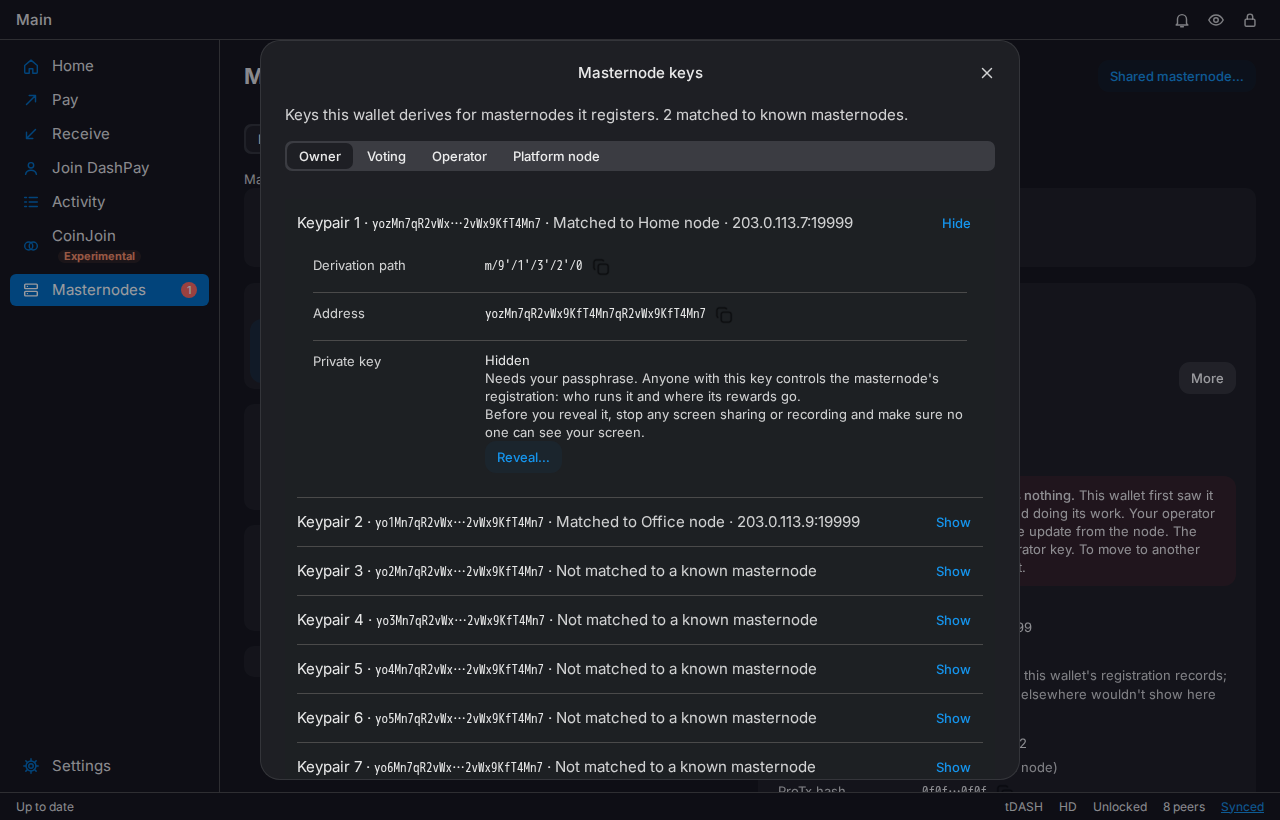 Main
Home
Pay
Receive
Join DashPay
Activity
CoinJoin
Experimental
Masternodes
1
Settings
Shared masternode...
Masternode keys
Keys this wallet derives for masternodes it registers. 2 matched to known masternodes.
Owner
Voting
Operator
Platform node
Keypair 1 · yozMn7qR2vWx···2vWx9KfT4Mn7 · Matched to Home node · 203.0.113.7:19999
Hide
Derivation path
m/9'/1'/3'/2'/0
Address
yozMn7qR2vWx9KfT4Mn7qR2vWx9KfT4Mn7
Private key
Hidden
Needs your passphrase. Anyone with this key controls the masternode's
registration: who runs it and where its rewards go.
Before you reveal it, stop any screen sharing or recording and make sure no
one can see your screen.
Reveal...
Keypair 2 · yo1Mn7qR2vWx···2vWx9KfT4Mn7 · Matched to Office node · 203.0.113.9:19999
Show
Keypair 3 · yo2Mn7qR2vWx···2vWx9KfT4Mn7 · Not matched to a known masternode
Show
Keypair 4 · yo3Mn7qR2vWx···2vWx9KfT4Mn7 · Not matched to a known masternode
Show
Keypair 5 · yo4Mn7qR2vWx···2vWx9KfT4Mn7 · Not matched to a known masternode
Show
Keypair 6 · yo5Mn7qR2vWx···2vWx9KfT4Mn7 · Not matched to a known masternode
Show
Keypair 7 · yo6Mn7qR2vWx···2vWx9KfT4Mn7 · Not matched to a known masternode
Show
More
nothing. This wallet first saw it
doing its work. Your operator
update from the node. The
key. To move to another
99
this wallet's registration records;
elsewhere wouldn't show here
2
node)
ProTx hash
0f0f···0f0f
Up to date
tDASH
HD
Unlocked
8 peers
Synced